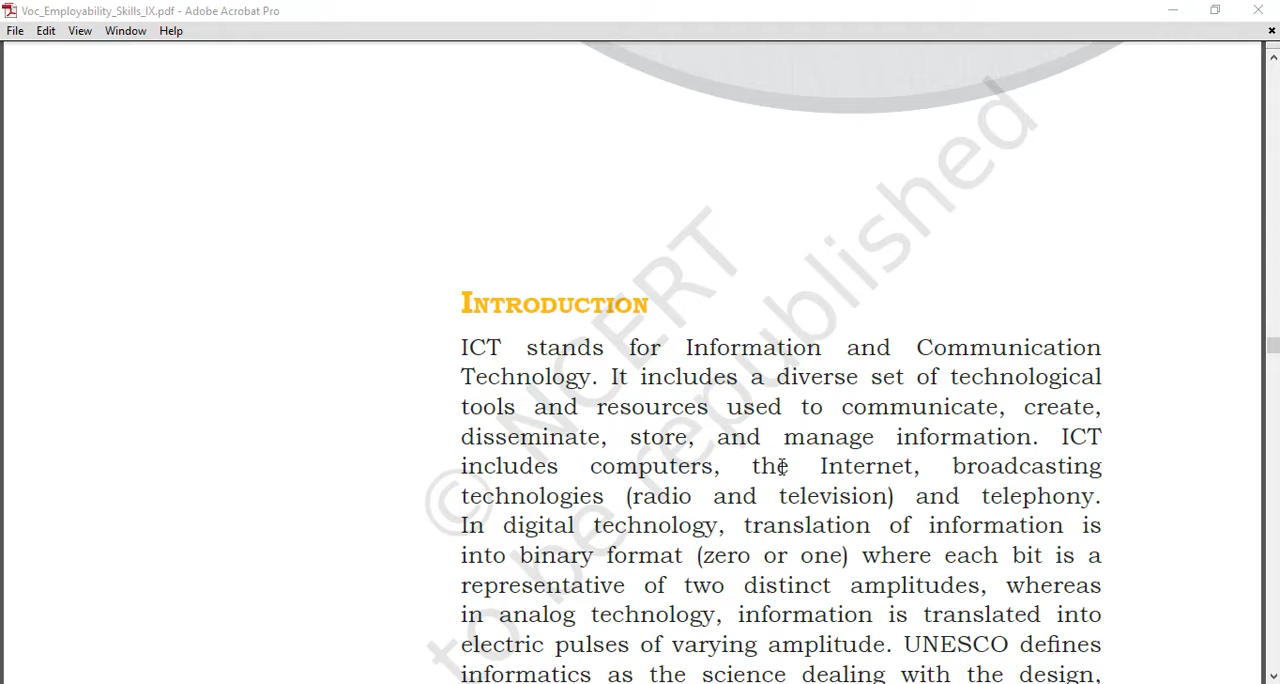 Voc_Employability_Skills_IX.pdf - Adobe Acrobat Pro
File Edit View Window Help
INTRODUCTION
ICT stands for Information and Communication
Technology. It includes a diverse set of technological
tools and resources used to communicate, create,
disseminate, store, and manage information. ICT
includes computers, the Internet, broadcasting
technologies (radio and television) and telephony.
In digital technology, translation of information is
into binary format (zero or one) where each bit is a
representative of two distinct amplitudes, whereas
in analog technology, information is translated into
electric pulses of varying amplitude. UNESCO defines
informatics as the science dealing with the design,
© NCERT
to be republished